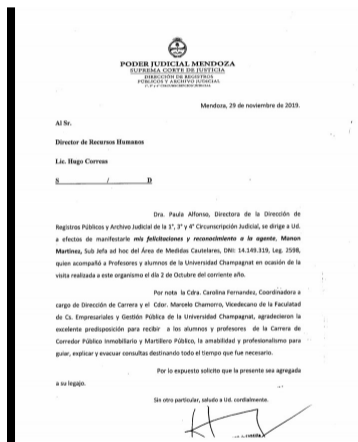 PODER JUDICIAL MENDOZA
SUPREMA CORTE DE JUSTICIA
DIRECCIÓN DE REGISTROS
PÚBLICOS Y ARCHIVO JUDICIAL
Mendoza, 29 de noviembre de 2019.
Al Sr.
Director de Recursos Humanos
Lic. Hugo Correas
S / D
Dra. Paula Alfonso, Directora de la Dirección de
Registros Públicos y Archivo Judicial de la 1°, 3° y 4° Circunscripción Judicial, se dirige a Ud.
a efectos de manifestarle mis felicitaciones y reconocimiento a la agente, Manon
Martinez, Sub Jefa ad hoc del Área de Medidas Cautelares, DNI: 14.149.319, Leg. 2598,
quien acompañó a Profesores y alumnos de la Universidad Champagnat en ocasión de la
visita realizada a este organismo el día 2 de Octubre del corriente año.
Por nota la Cdra. Carolina Fernandez, Coordinadora a
cargo de Dirección de Carrera y el Cdor. Marcelo Chamorro, Vicedecano de la Facultad
de Cs. Empresariales y Gestión Pública de la Universidad Champagnat, agradecieron la
excelente predisposición para recibir a los alumnos y profesores de la Carrera de
Corredor Público Inmobiliario y Martillero Público, la amabilidad y profesionalismo para
guiar, explicar y evacuar consultas destinando todo el tiempo que fue necesario.
Por lo expuesto solicito que la presente sea agregada
a su legajo.
Sin otro particular, saludo a Ud. cordialmente.